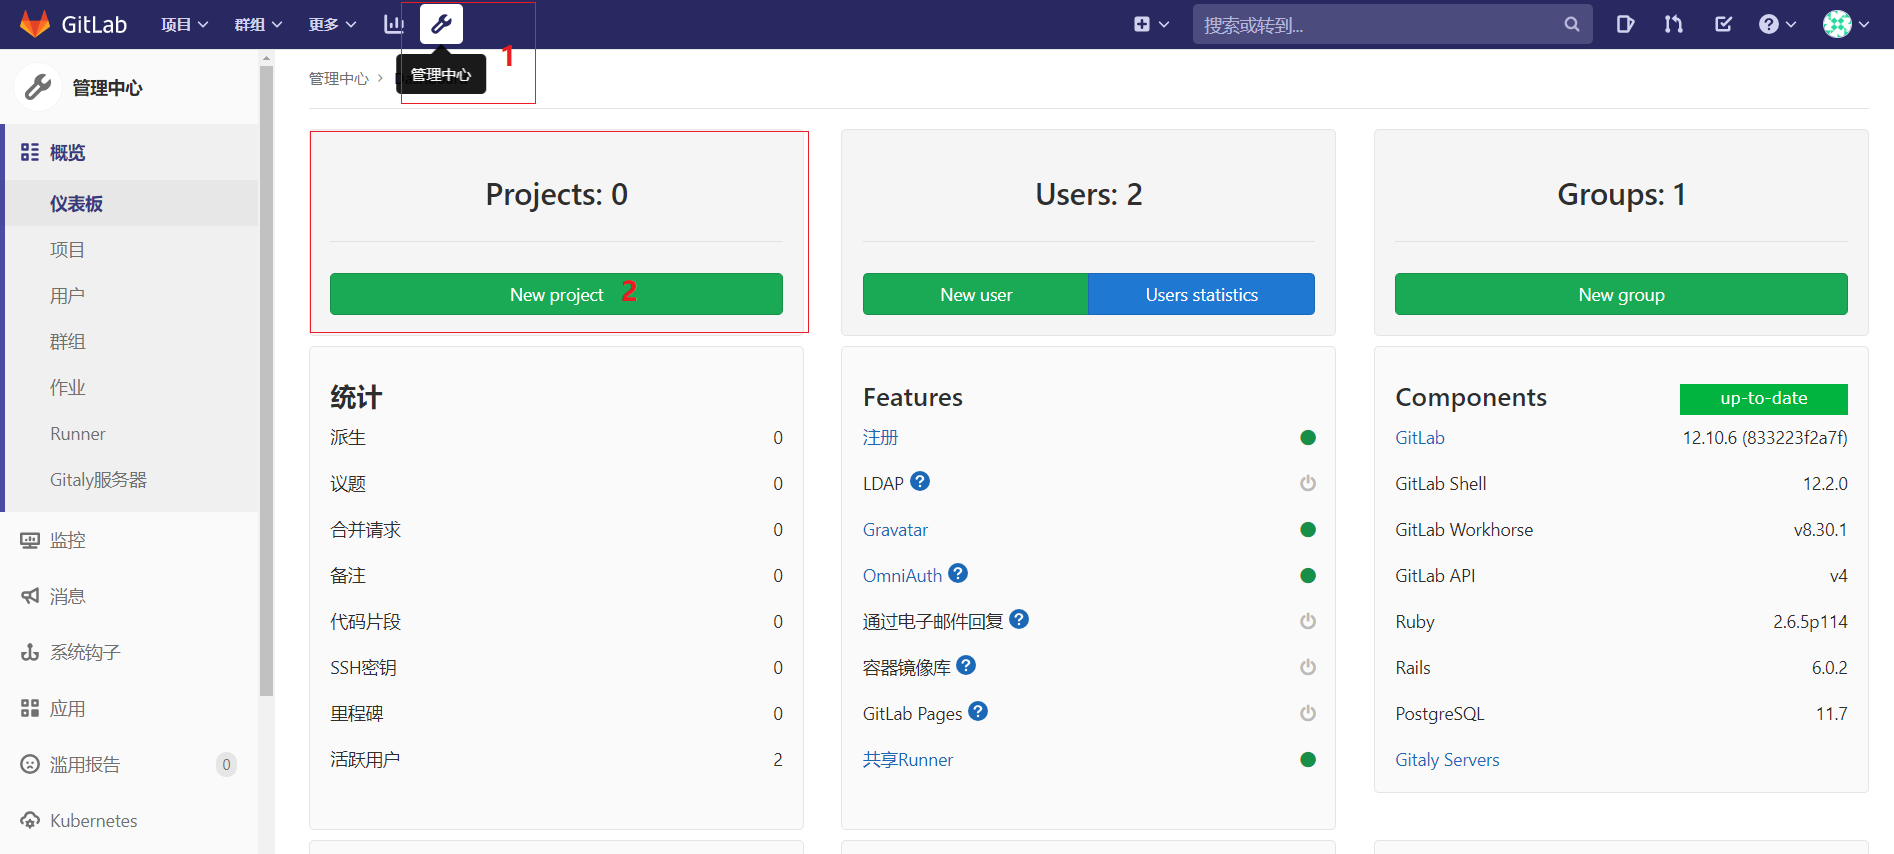 GitLab 项目 群组 更多 搜索或转到...
管理中心
1
管理中心
管理中心 >
概览
仪表板
项目
用户
群组
作业
Runner
Gitaly服务器
监控
消息
系统钩子
应用
滥用报告 0
Kubernetes
Projects: 0
New project 2
Users: 2
New user Users statistics
Groups: 1
New group
统计
派生 0
议题 0
合并请求 0
备注 0
代码片段 0
SSH密钥 0
里程碑 0
活跃用户 2
Features
注册
LDAP ?
Gravatar
OmniAuth ?
通过电子邮件回复 ?
容器镜像库 ?
GitLab Pages ?
共享Runner
Components up-to-date
GitLab 12.10.6 (833223f2a7f)
GitLab Shell 12.2.0
GitLab Workhorse v8.30.1
GitLab API v4
Ruby 2.6.5p114
Rails 6.0.2
PostgreSQL 11.7
Gitaly Servers